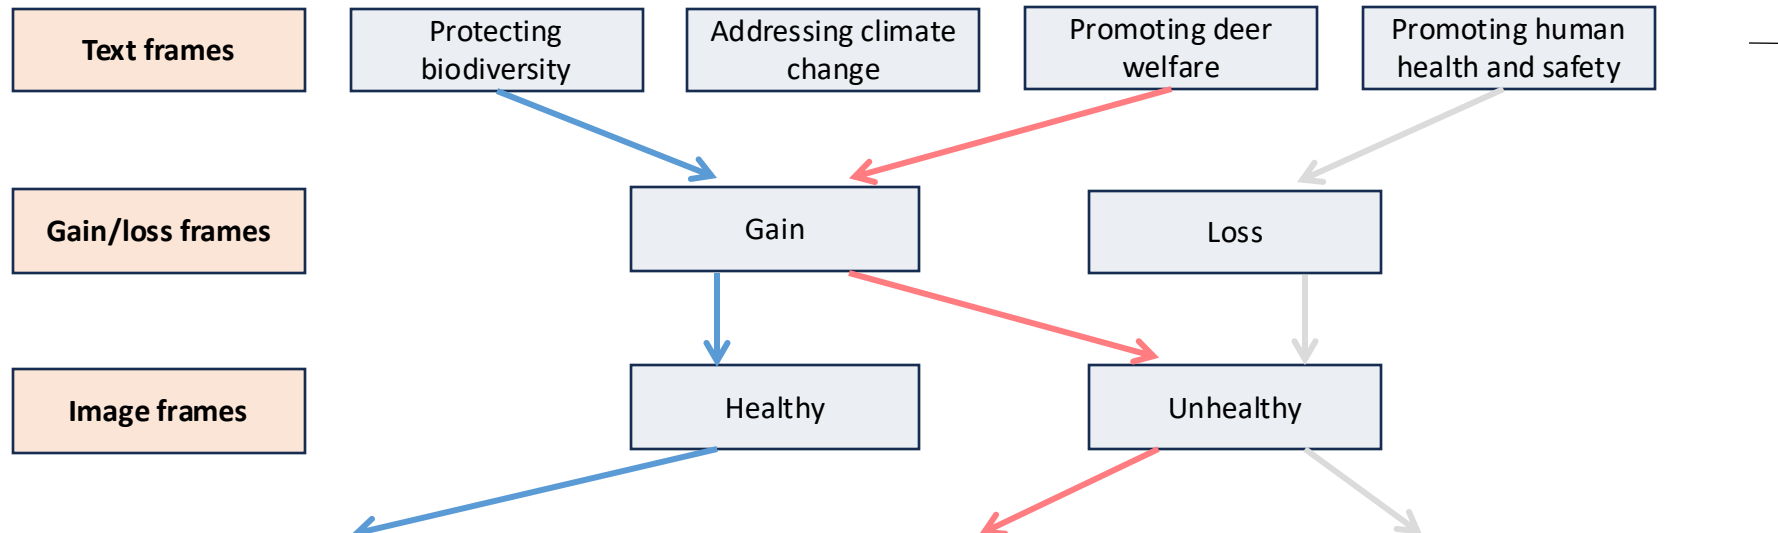 Text frames
Protecting
biodiversity
Addressing climate
change
Promoting deer
welfare
Promoting human
health and safety
Gain/loss frames
Gain
Loss
Image frames
Healthy
Unhealthy